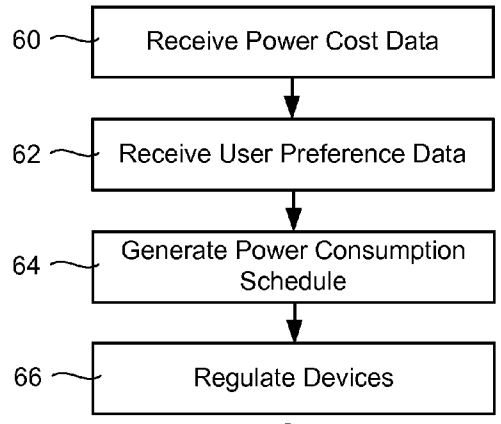 60
Receive Power Cost Data
62
Receive User Preference Data
64
Generate Power Consumption
Schedule
66
Regulate Devices